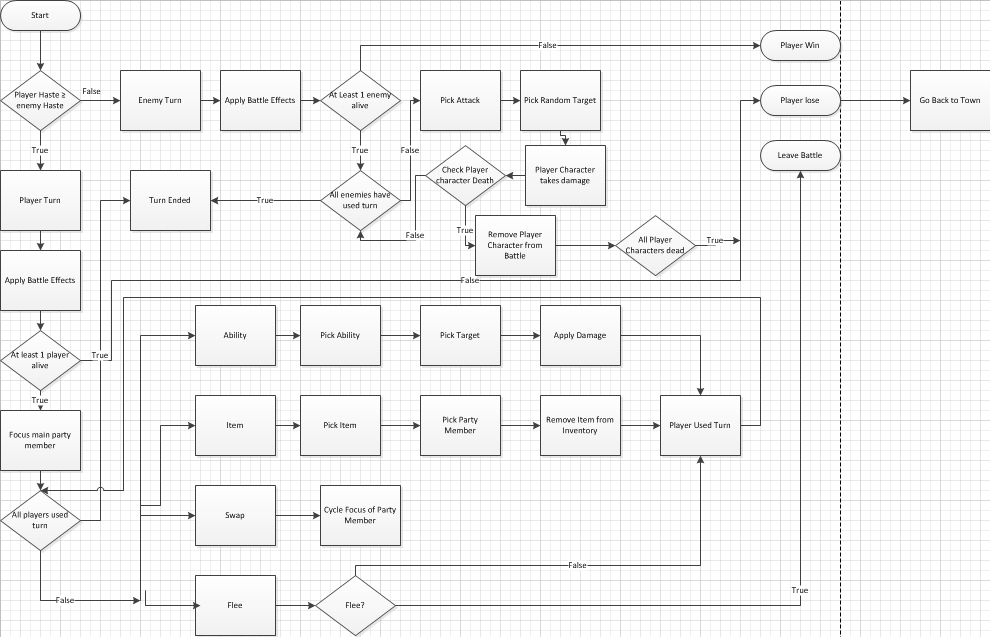 Start
False
Player Win
Player Haste ≥
enemy Haste
False
Enemy Turn
Apply Battle Effects
At Least 1 enemy
alive
Pick Attack
Pick Random Target
Player lose
Go Back to Town
True
True
False
Leave Battle
Check Player
character Death
Player Character
takes damage
Player Turn
Turn Ended
True
All enemies have
used turn
False
True
Remove Player
Character from
Battle
All Player
Characters dead
True
Apply Battle Effects
False
At least 1 player
alive
True
Ability
Pick Ability
Pick Target
Apply Damage
True
Focus main party
member
Item
Pick Item
Pick Party
Member
Remove Item from
Inventory
Player Used Turn
All players used
turn
Swap
Cycle Focus of Party
Member
False
False
Flee
Flee?
True